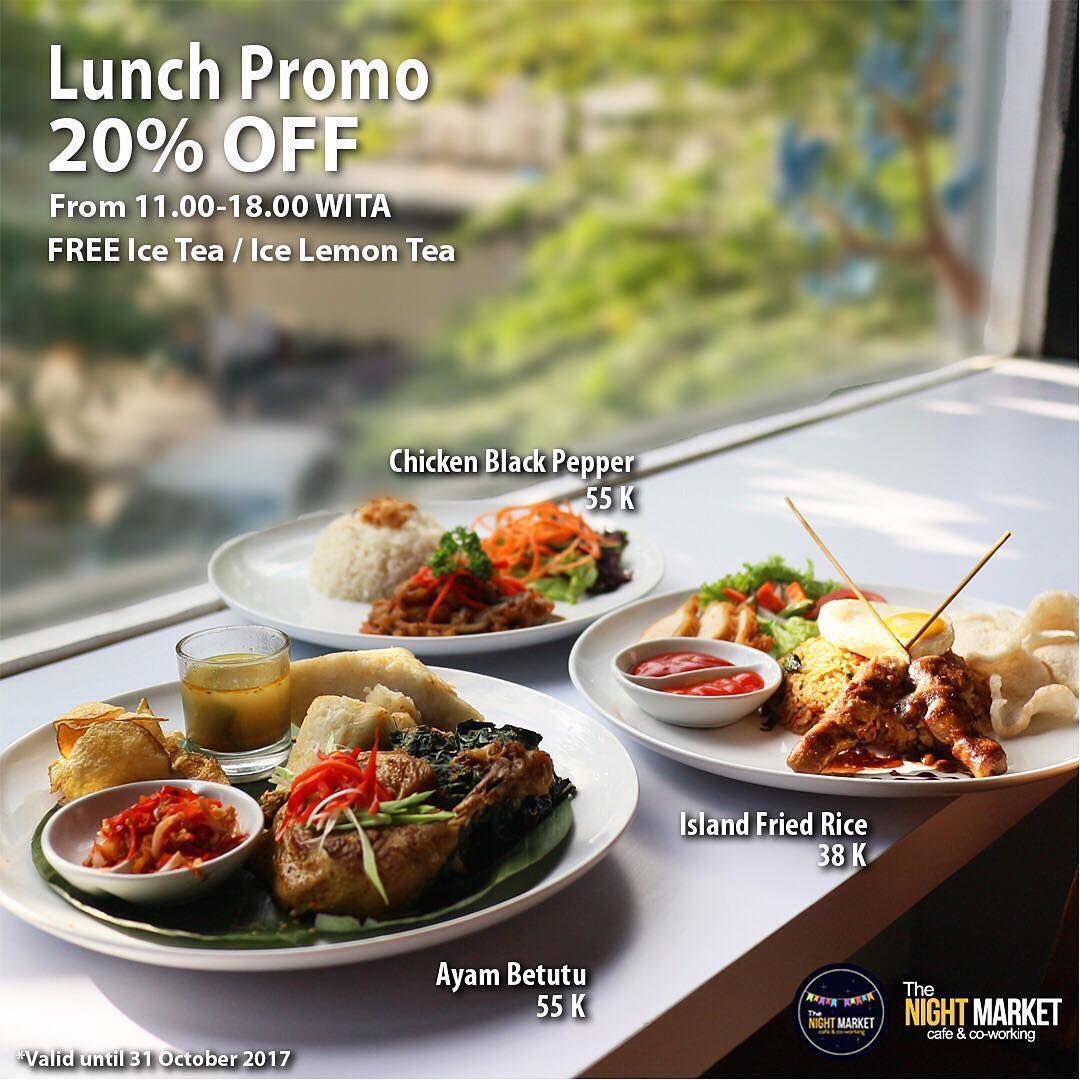 Lunch Promo
20% OFF
From 11.00-18.00 WITA
FREE Ice Tea / Ice Lemon Tea
Chicken Black Pepper
55 K
Island Fried Rice
38 K
Ayam Betutu
55 K
The
NIGHT MARKET
cafe & co-working
The
NIGHT MARKET
cafe & co-working
*Valid until 31 October 2017